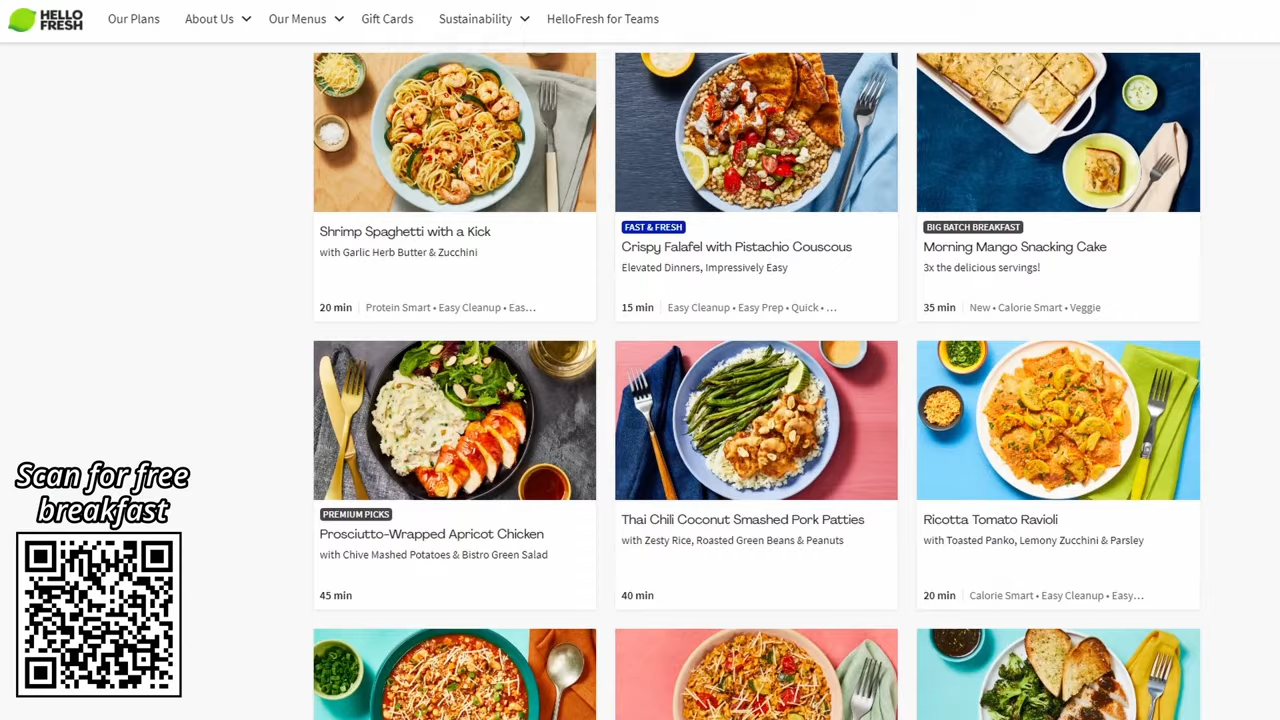 HELLO
FRESH
Our Plans
About Us
Our Menus
Gift Cards
Sustainability
HelloFresh for Teams
Shrimp Spaghetti with a Kick
with Garlic Herb Butter & Zucchini
20 min
Protein Smart • Easy Cleanup • Eas...
FAST & FRESH
Crispy Falafel with Pistachio Couscous
Elevated Dinners, Impressively Easy
15 min
Easy Cleanup • Easy Prep • Quick • ...
BIG BATCH BREAKFAST
Morning Mango Snacking Cake
3x the delicious servings!
35 min
New • Calorie Smart • Veggie
PREMIUM PICKS
Prosciutto-Wrapped Apricot Chicken
with Chive Mashed Potatoes & Bistro Green Salad
45 min
Thai Chili Coconut Smashed Pork Patties
with Zesty Rice, Roasted Green Beans & Peanuts
40 min
Ricotta Tomato Ravioli
with Toasted Panko, Lemony Zucchini & Parsley
20 min
Calorie Smart • Easy Cleanup • Easy...
Scan for free
breakfast